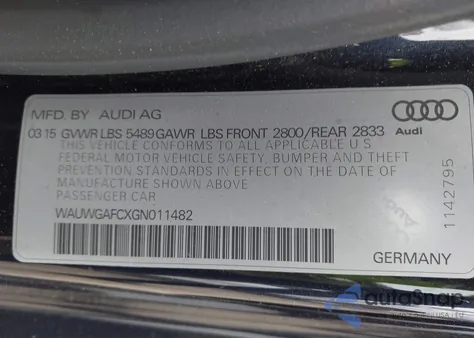 MFD. BY AUDI AG
03 15 GVWR LBS 5489 GAWR LBS FRONT 2800/REAR 2833
THIS VEHICLE CONFORMS TO ALL APPLICABLE U S
FEDERAL MOTOR VEHICLE SAFETY, BUMPER AND THEFT
PREVENTION STANDARDS IN EFFECT ON THE DATE OF
MANUFACTURE SHOWN ABOVE
PASSENGER CAR
WAUWGAFCXGN011482
Audi
1142795
GERMANY
autoSnap